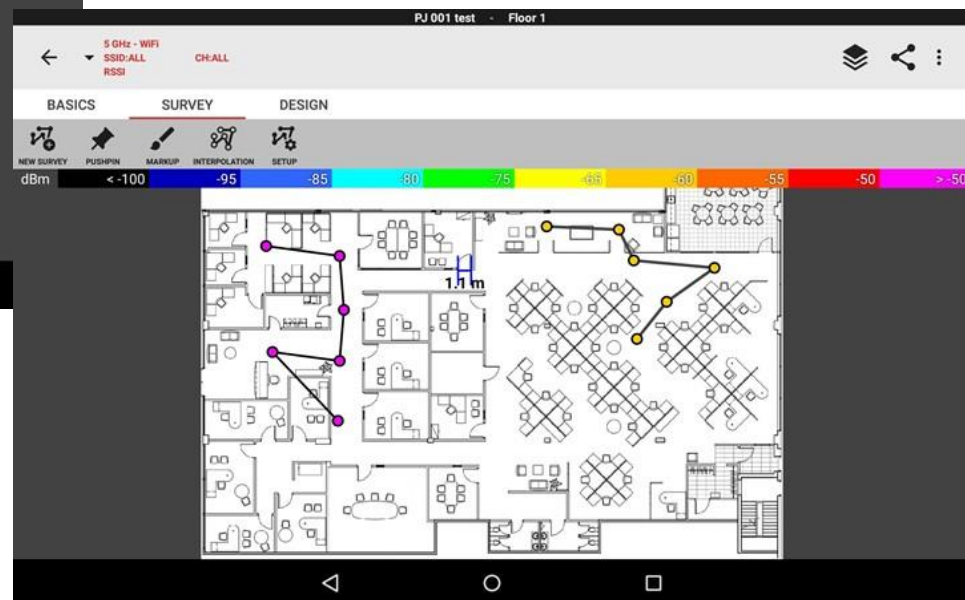 PJ 001 test - Floor 1
5 GHz - WiFi
SSID:ALL CH:ALL
RSSI
BASICS SURVEY DESIGN
NEW SURVEY PUSHPIN MARKUP INTERPOLATION SETUP
dBm < -100 -95 -85 -80 -75 -65 -60 -55 -50 > -50
1.1 m